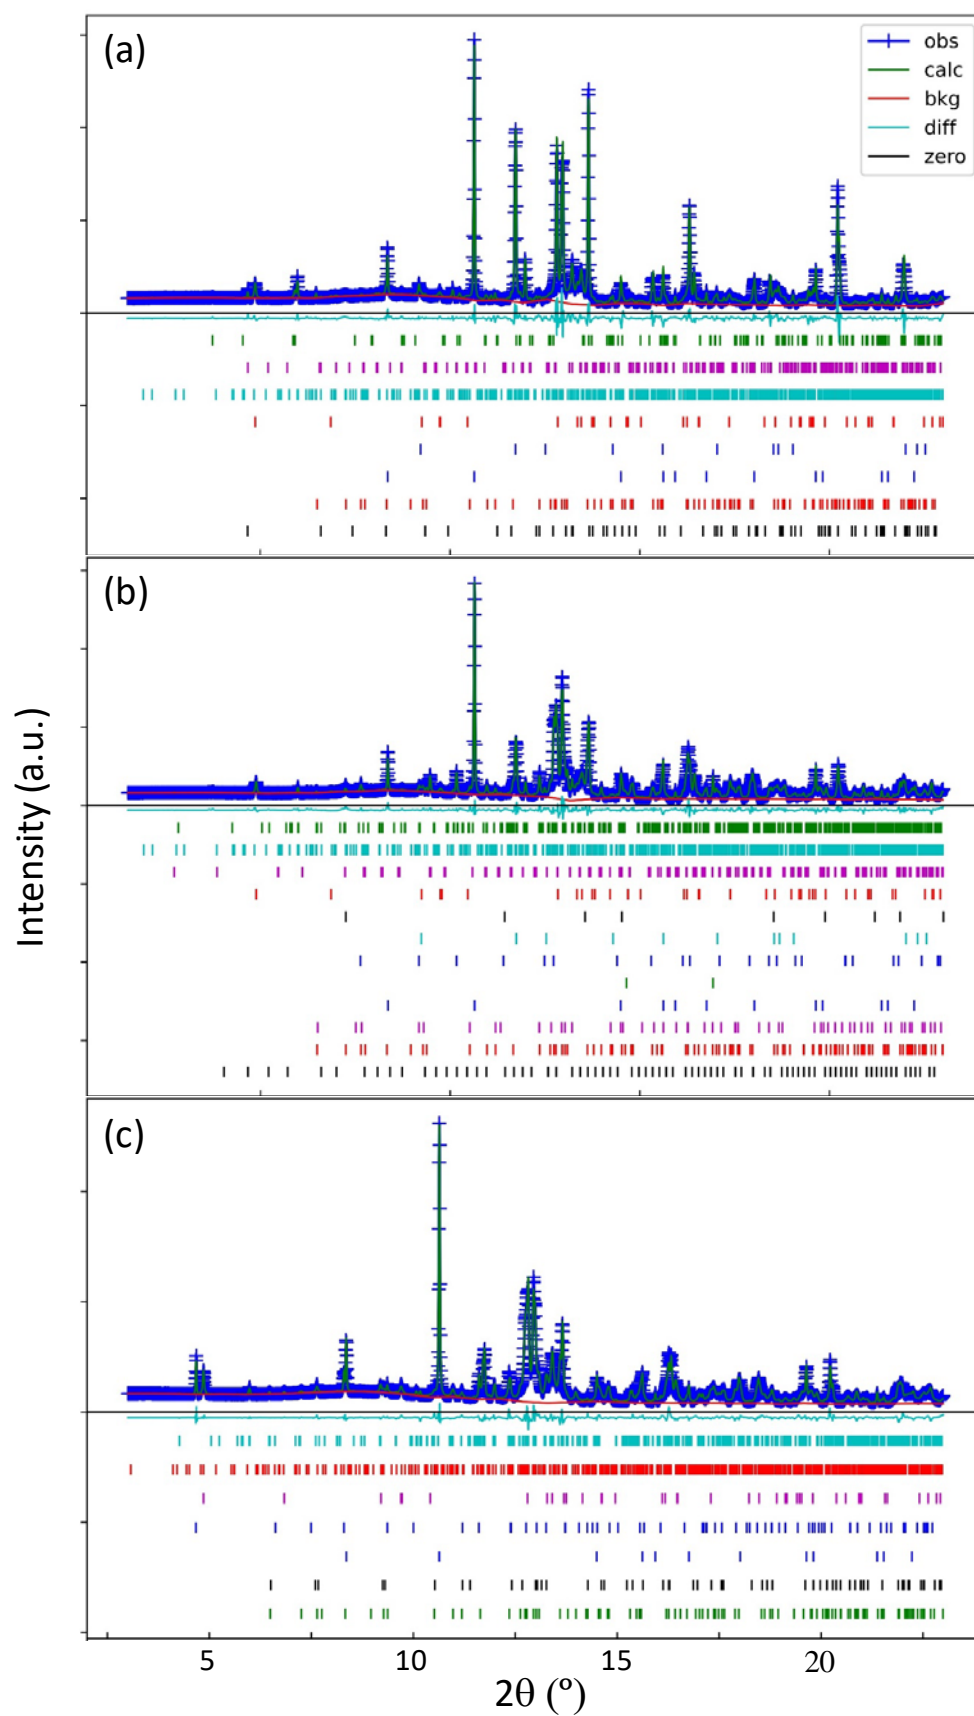 (a)
obs
calc
bkg
diff
zero
(b)
(c)
Intensity (a.u.)
5 10 15 20
2θ (°)